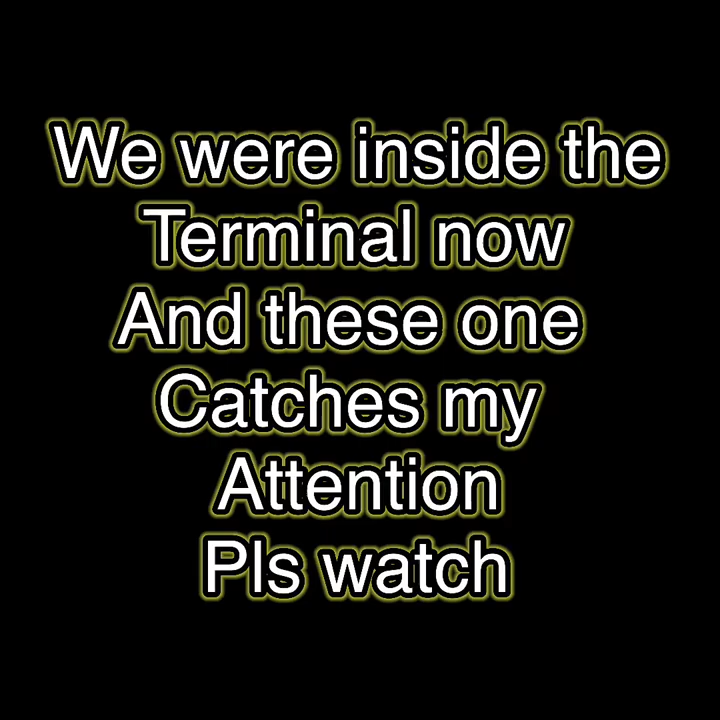 We were inside the
Terminal now
And these one
Catches my
Attention
Pls watch